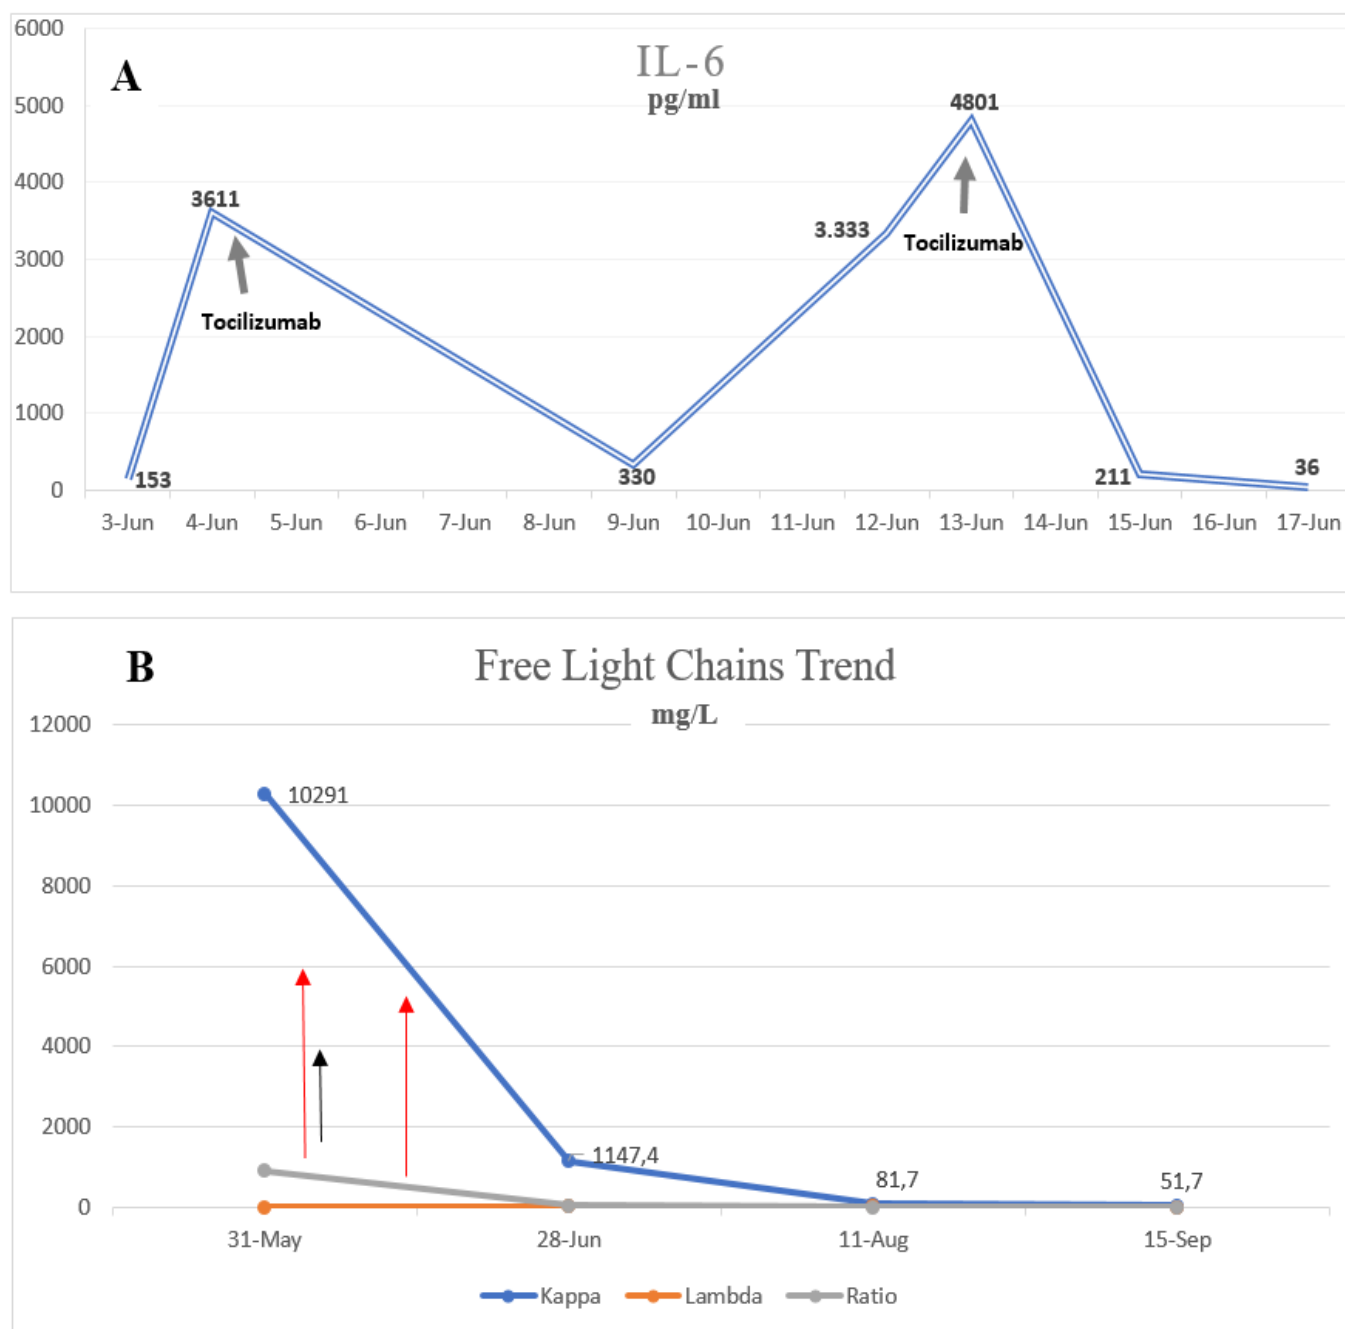 A
IL-6
pg/ml
6000
5000
4000
3000
2000
1000
0
153
3611
Tocilizumab
330
3.333
4801
Tocilizumab
211
36
3-Jun 4-Jun 5-Jun 6-Jun 7-Jun 8-Jun 9-Jun 10-Jun 11-Jun 12-Jun 13-Jun 14-Jun 15-Jun 16-Jun 17-Jun
B
Free Light Chains Trend
mg/L
12000
10000
8000
6000
4000
2000
0
10291
1147,4
81,7
51,7
31-May 28-Jun 11-Aug 15-Sep
Kappa Lambda Ratio